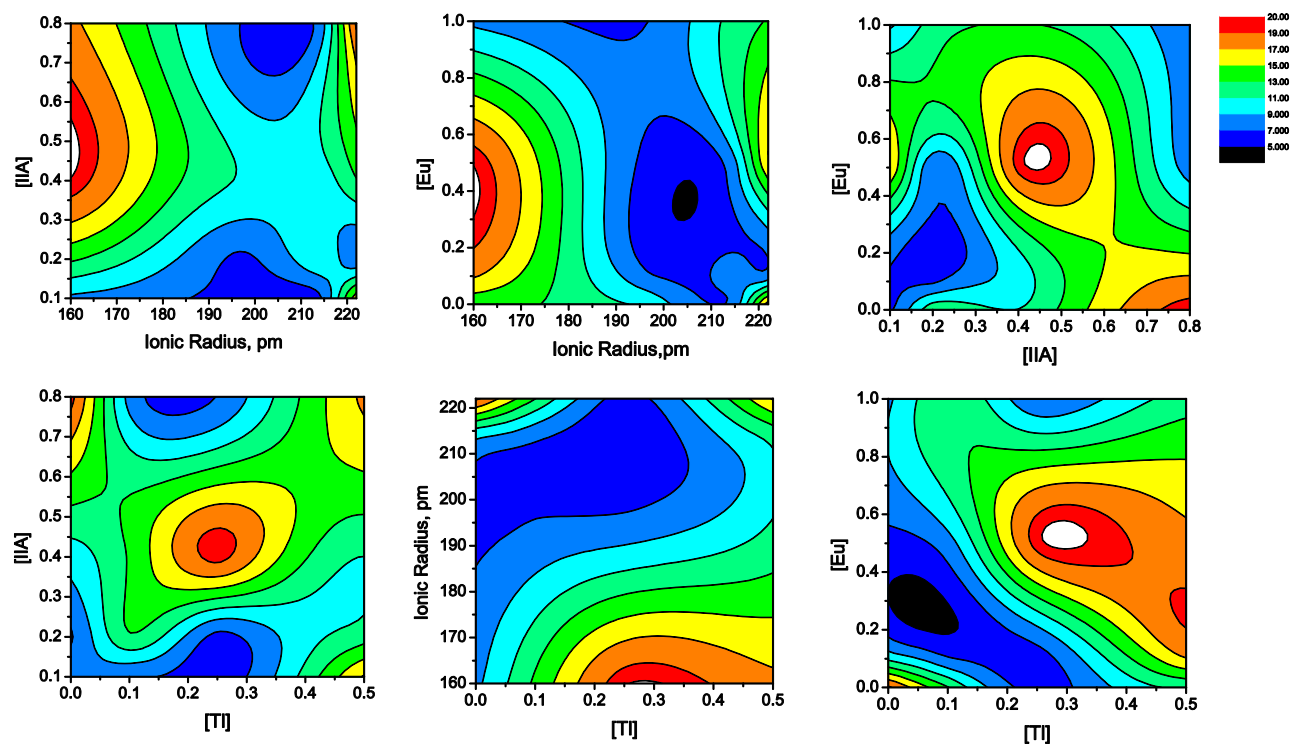 0.8
0.7
0.6
0.5
0.4
0.3
0.2
0.1
[IIA]
160 170 180 190 200 210 220
Ionic Radius, pm
1.0
0.8
0.6
0.4
0.2
0.0
[Eu]
160 170 180 190 200 210 220
Ionic Radius,pm
1.0
0.8
0.6
0.4
0.2
0.0
[Eu]
0.1 0.2 0.3 0.4 0.5 0.6 0.7 0.8
[IIA]
20.00
19.00
17.00
15.00
13.00
11.00
9.000
7.000
5.000
0.8
0.7
0.6
0.5
0.4
0.3
0.2
0.1
[IIA]
0.0 0.1 0.2 0.3 0.4 0.5
[Tl]
220
210
200
190
180
170
160
Ionic Radius, pm
0.0 0.1 0.2 0.3 0.4 0.5
[Tl]
1.0
0.8
0.6
0.4
0.2
0.0
[Eu]
0.0 0.1 0.2 0.3 0.4 0.5
[Tl]